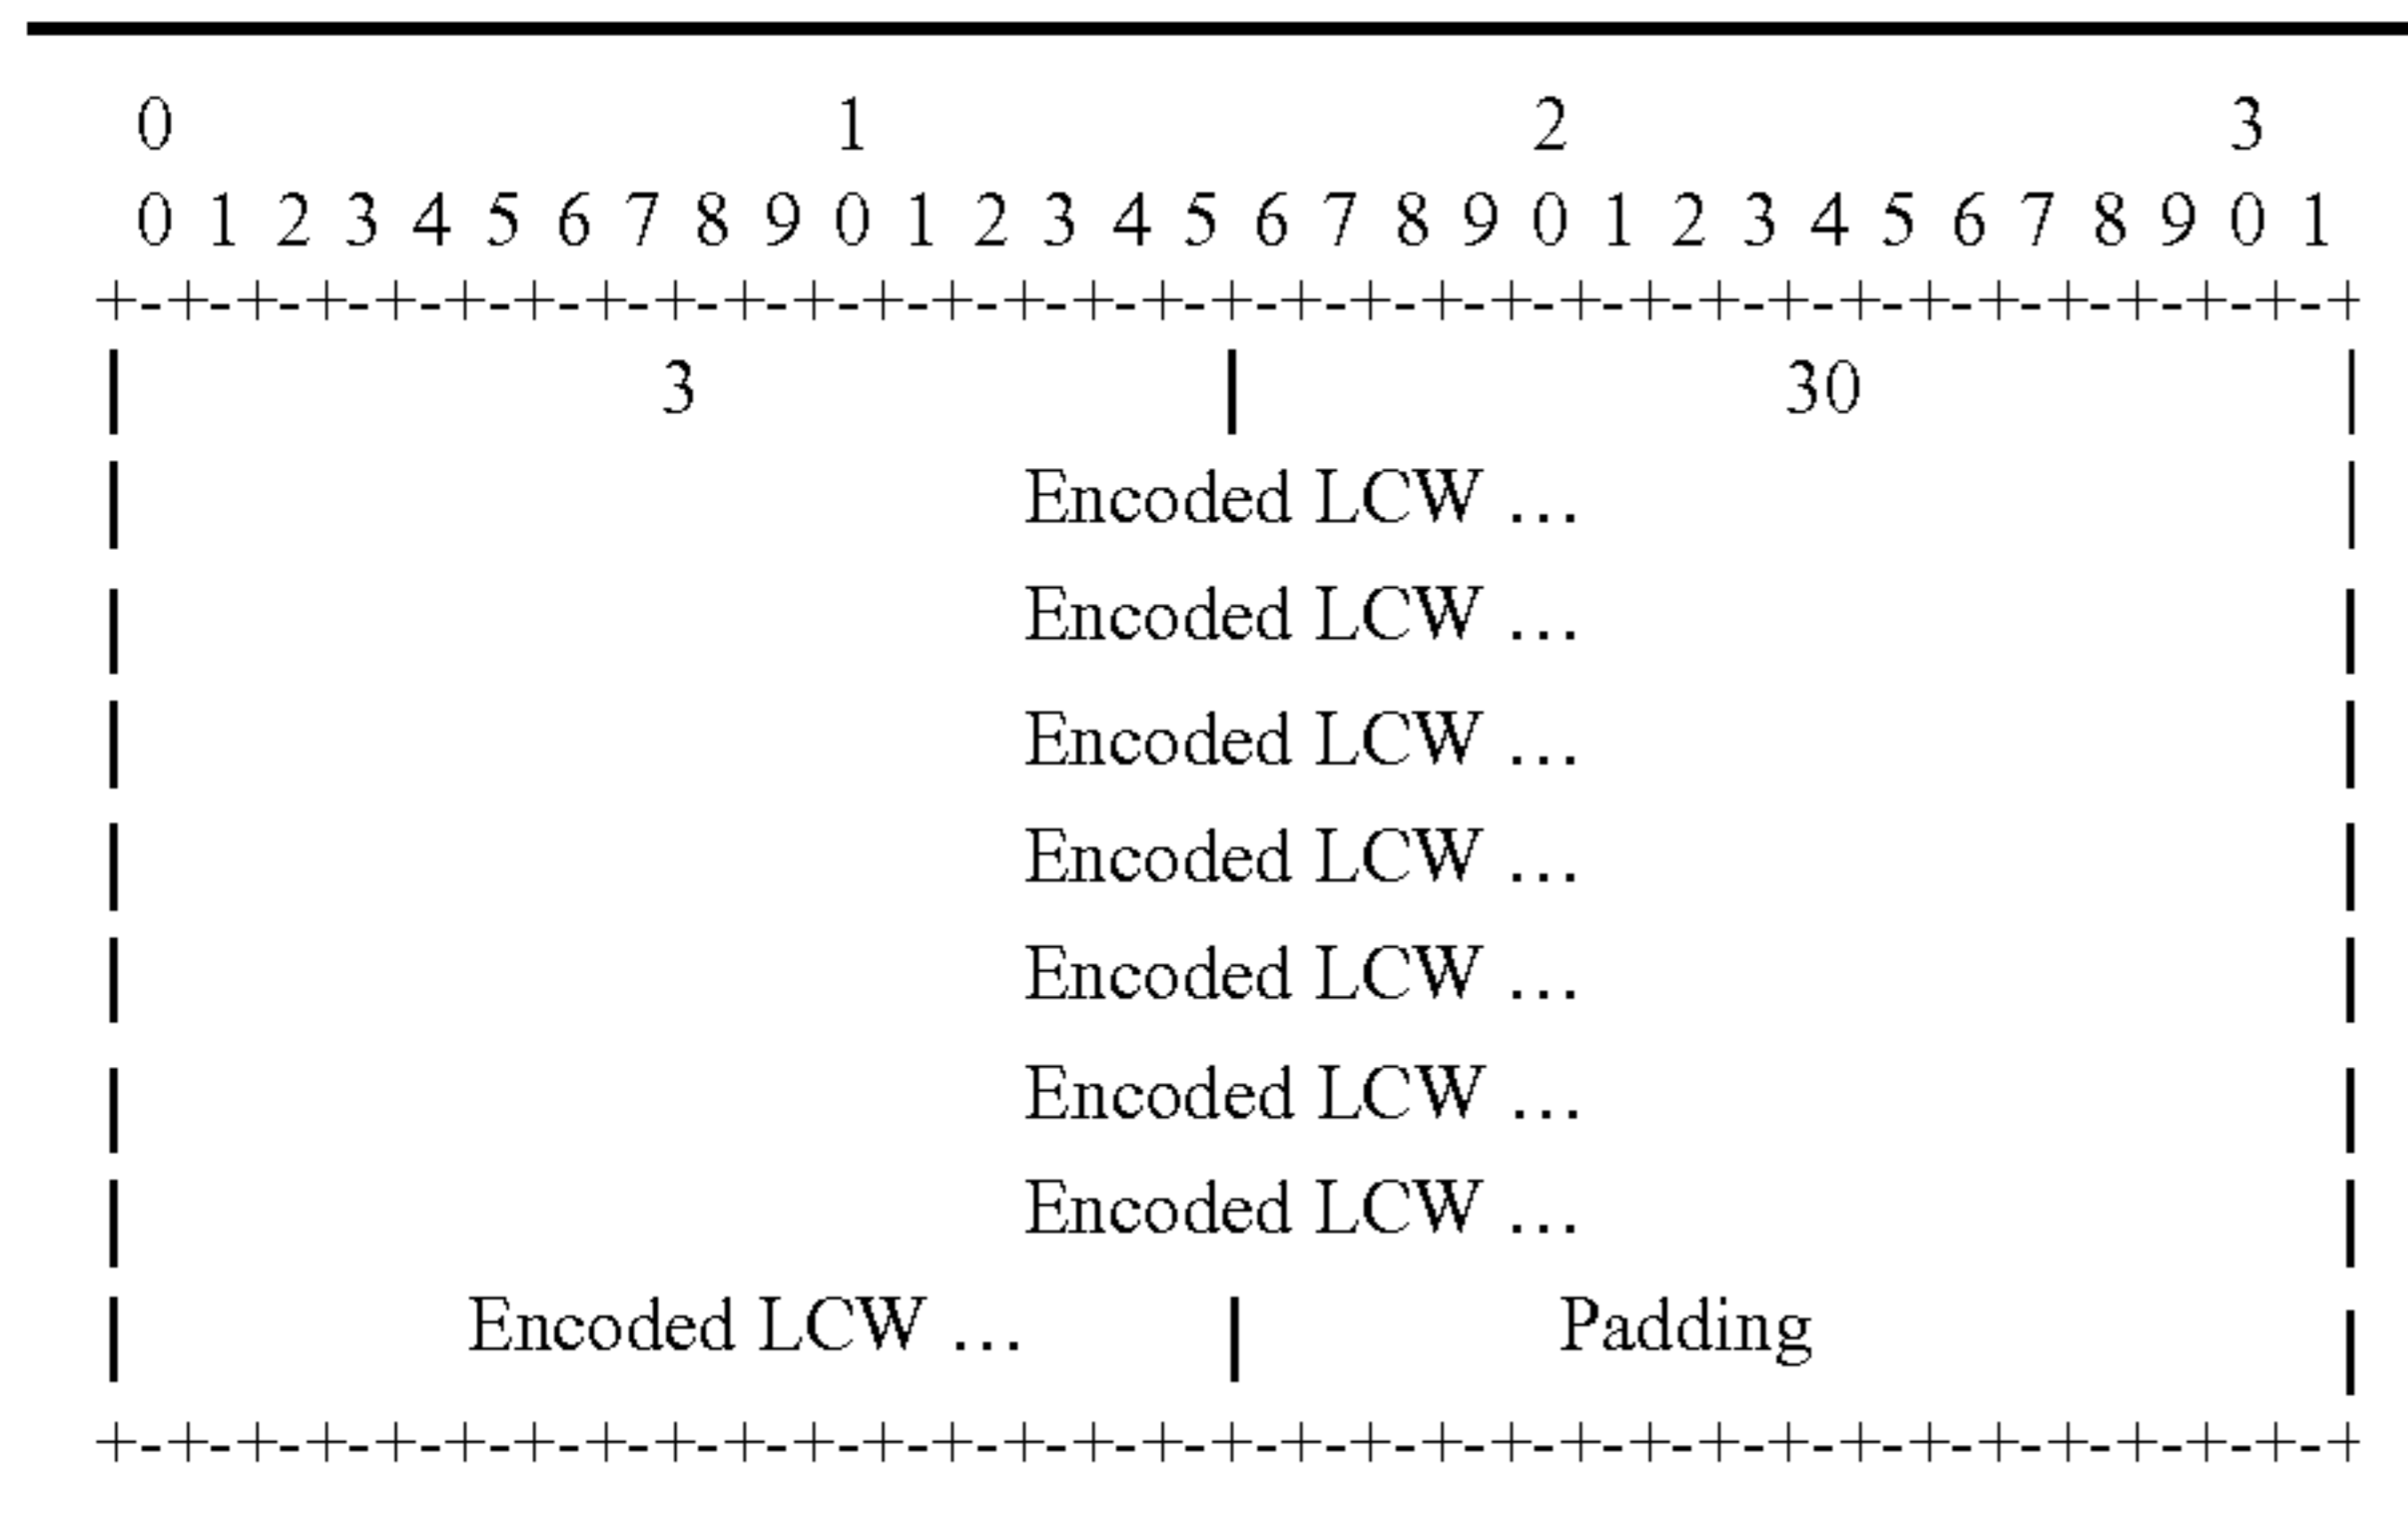 0 1 2 3
0 1 2 3 4 5 6 7 8 9 0 1 2 3 4 5 6 7 8 9 0 1 2 3 4 5 6 7 8 9 0 1
+-+-+-+-+-+-+-+-+-+-+-+-+-+-+-+-+-+-+-+-+-+-+-+-+-+-+-+-+-+-+-+-+
| 3 | 30 |
| Encoded LCW ... |
| Encoded LCW ... |
| Encoded LCW ... |
| Encoded LCW ... |
| Encoded LCW ... |
| Encoded LCW ... |
| Encoded LCW ... |
| Encoded LCW ... | Padding |
+-+-+-+-+-+-+-+-+-+-+-+-+-+-+-+-+-+-+-+-+-+-+-+-+-+-+-+-+-+-+-+-+